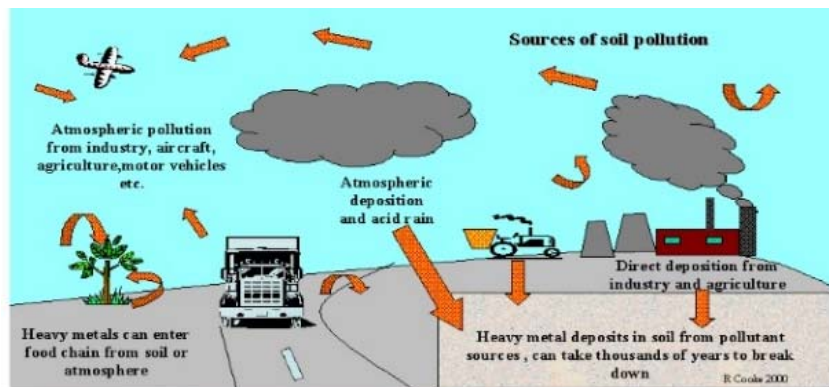 Sources of soil pollution
Atmospheric pollution
from industry, aircraft,
agriculture,motor vehicles
etc.
Atmospheric
deposition
and acid rain
Direct deposition from
industry and agriculture
Heavy metals can enter
food chain from soil or
atmosphere
Heavy metal deposits in soil from pollutant
sources , can take thousands of years to break
down
R Cooke 2000